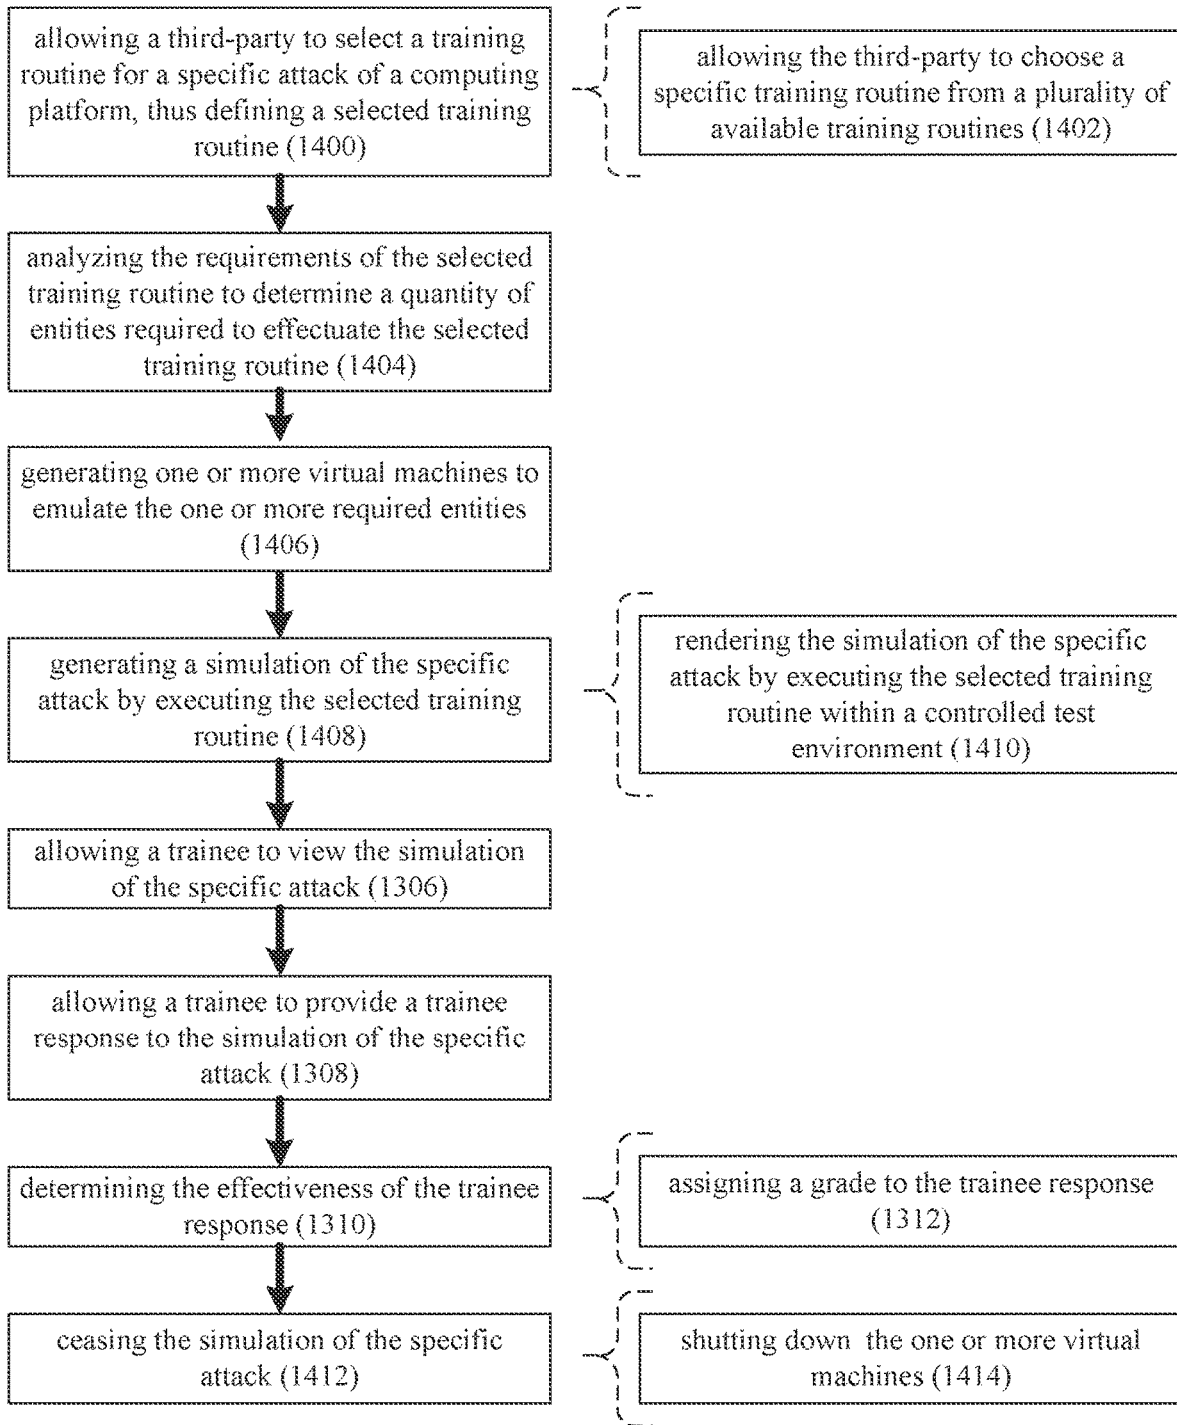 allowing a third-party to select a training
routine for a specific attack of a computing
platform, thus defining a selected training
routine (1400)
allowing the third-party to choose a
specific training routine from a plurality of
available training routines (1402)
analyzing the requirements of the selected
training routine to determine a quantity of
entities required to effectuate the selected
training routine (1404)
generating one or more virtual machines to
emulate the one or more required entities
(1406)
generating a simulation of the specific
attack by executing the selected training
routine (1408)
rendering the simulation of the specific
attack by executing the selected training
routine within a controlled test
environment (1410)
allowing a trainee to view the simulation
of the specific attack (1306)
allowing a trainee to provide a trainee
response to the simulation of the specific
attack (1308)
determining the effectiveness of the trainee
response (1310)
assigning a grade to the trainee response
(1312)
ceasing the simulation of the specific
attack (1412)
shutting down the one or more virtual
machines (1414)